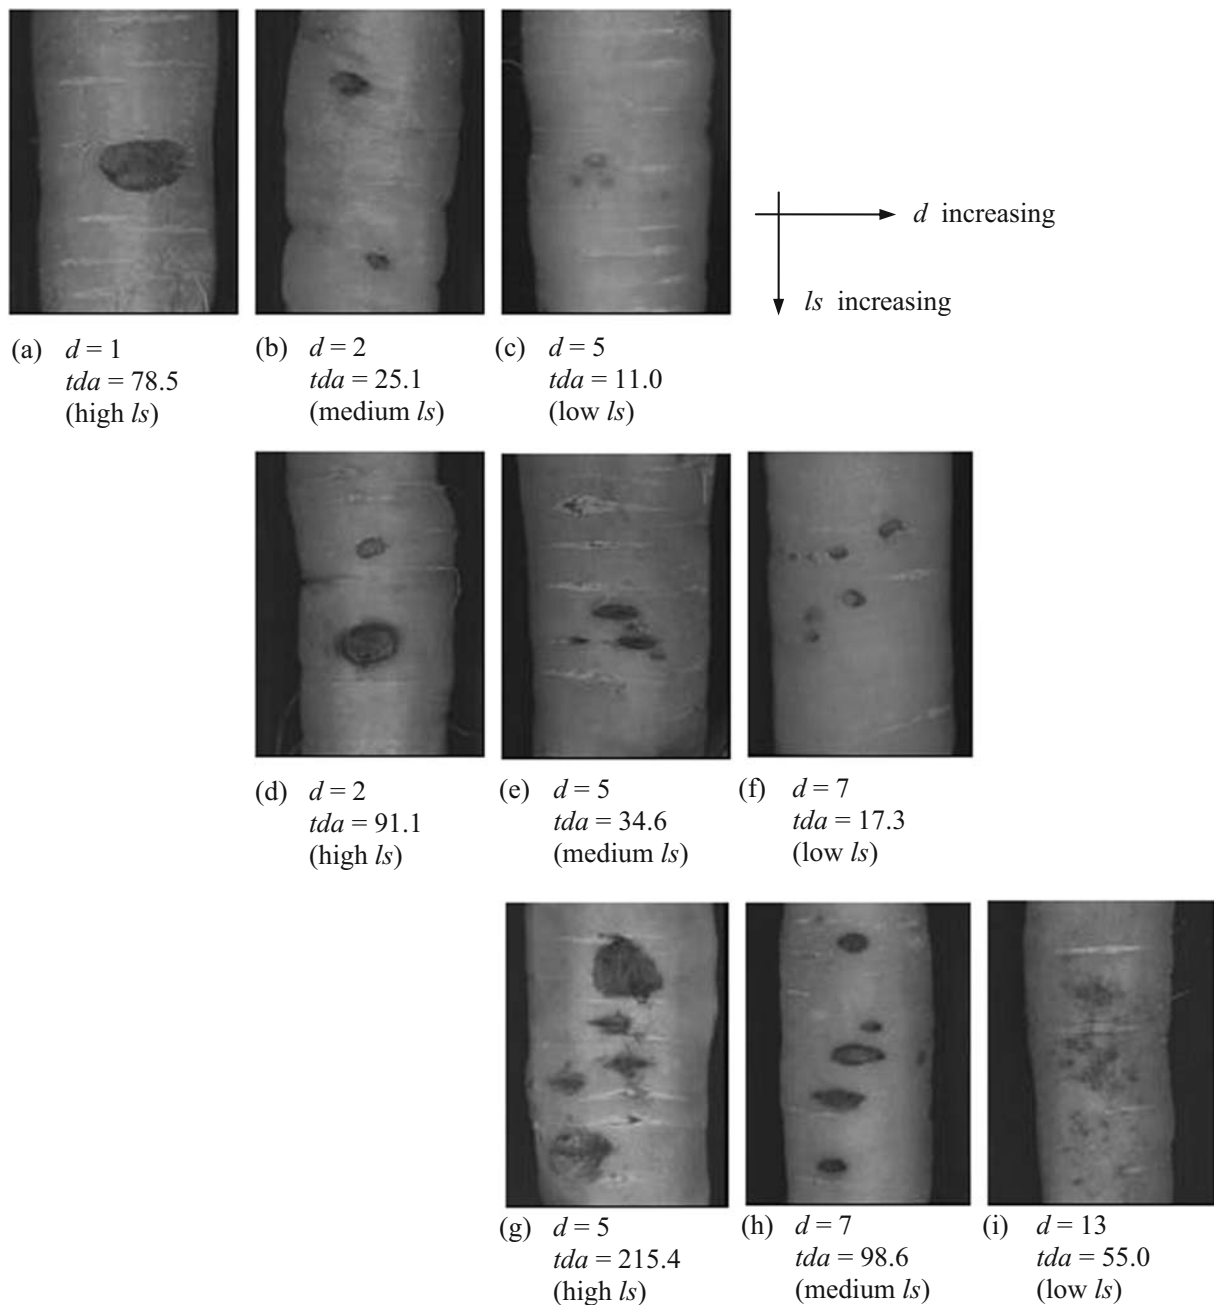 d increasing
ls increasing
(a) d = 1
tda = 78.5
(high ls)
(b) d = 2
tda = 25.1
(medium ls)
(c) d = 5
tda = 11.0
(low ls)
(d) d = 2
tda = 91.1
(high ls)
(e) d = 5
tda = 34.6
(medium ls)
(f) d = 7
tda = 17.3
(low ls)
(g) d = 5
tda = 215.4
(high ls)
(h) d = 7
tda = 98.6
(medium ls)
(i) d = 13
tda = 55.0
(low ls)